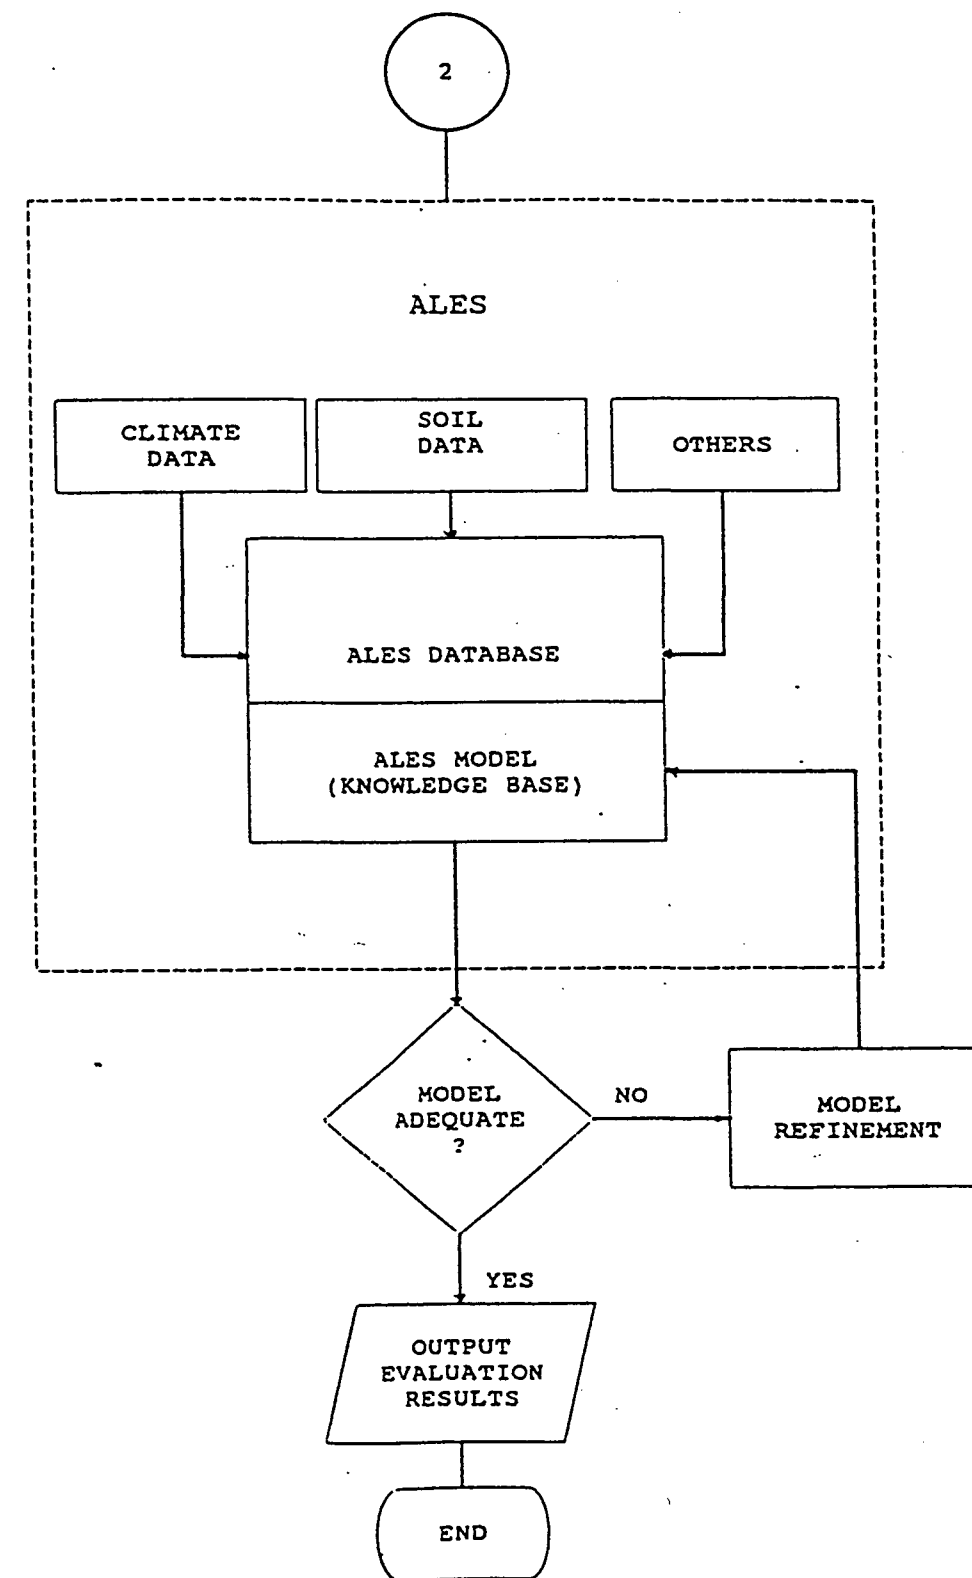 2
ALES
CLIMATE
DATA
SOIL
DATA
OTHERS
ALES DATABASE
ALES MODEL
(KNOWLEDGE BASE)
MODEL
ADEQUATE
?
NO
MODEL
REFINEMENT
YES
OUTPUT
EVALUATION
RESULTS
END